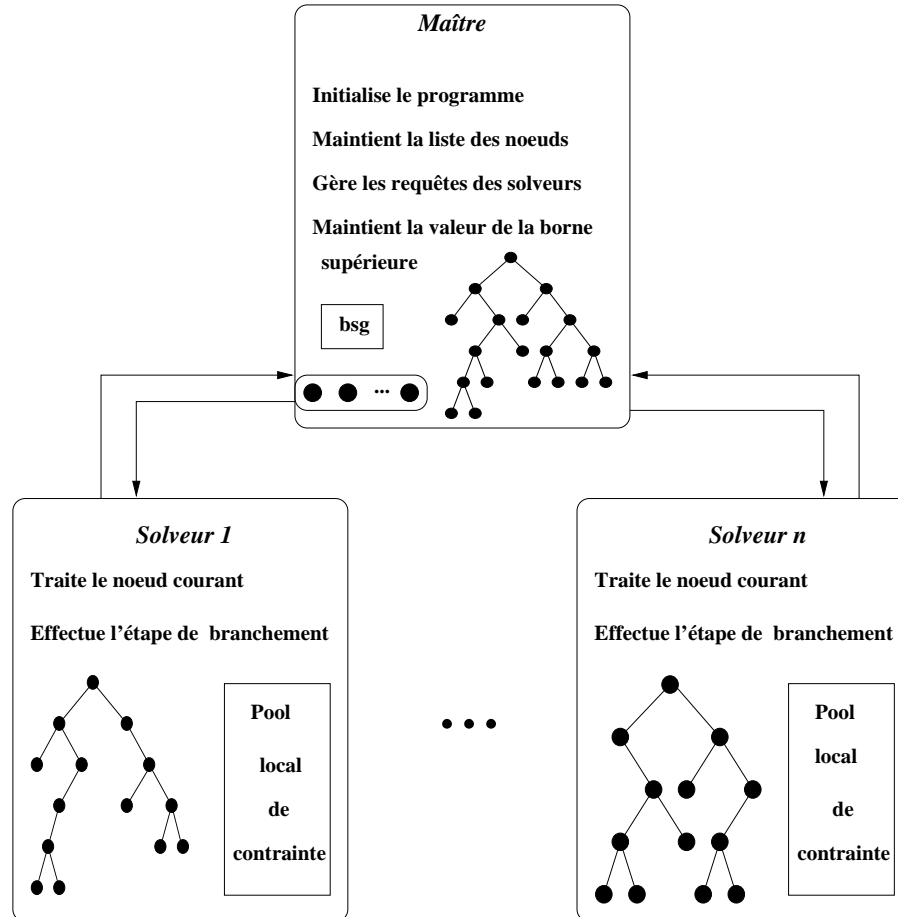 Maître
Initialise le programme
Maintient la liste des noeuds
Gère les requêtes des solveurs
Maintient la valeur de la borne
supérieure
bsg
...
Solveur 1
Traite le noeud courant
Effectue l'étape de branchement
Pool
local
de
contrainte
Solveur n
Traite le noeud courant
Effectue l'étape de branchement
Pool
local
de
contrainte